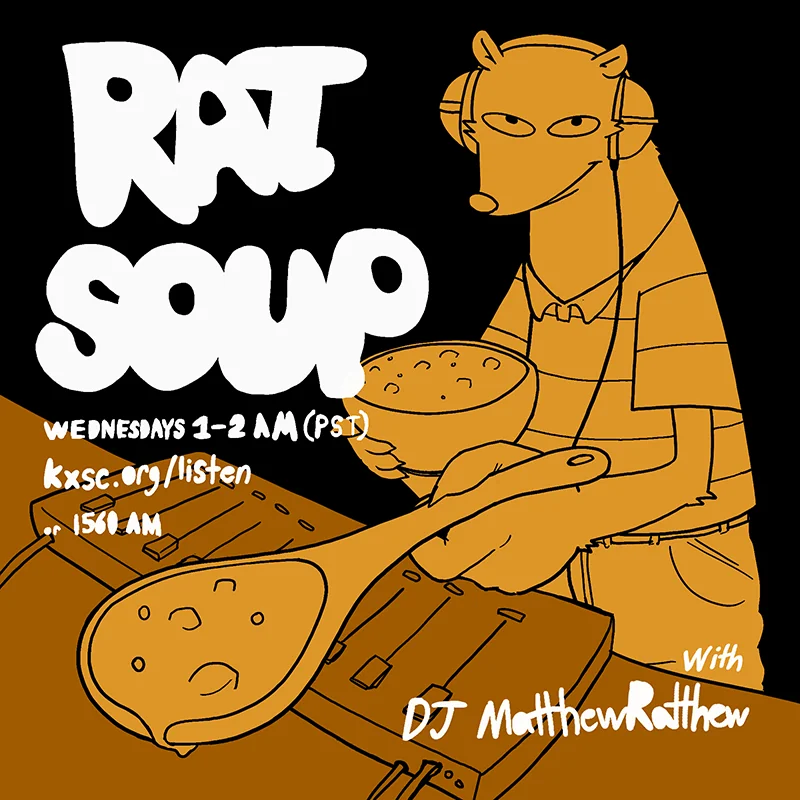 RAT
SOUP
WEDNESDAYS 1-2 AM (PST)
kxsc.org/listen
or 1560 AM
With
DJ MatthewRatthew